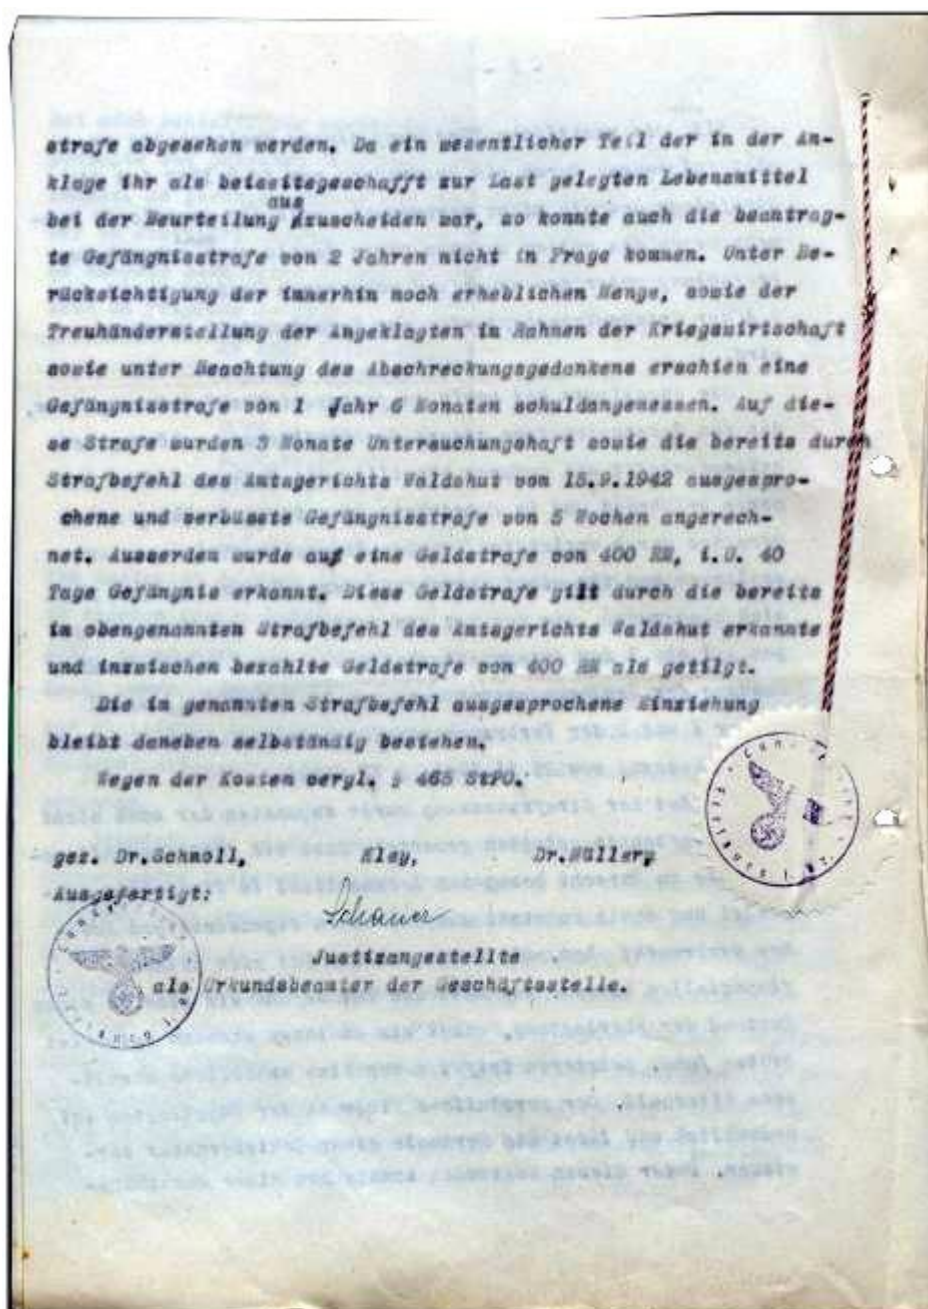 strafe abgesehen werden. Da ein wesentlicher Teil der in der An-
klage ihr als beiseitegeschafft zur Last gelegten Lebensmittel
bei der Beurteilung auszuscheiden war, so konnte auch die beantrag-
te Gefängnisstrafe von 2 Jahren nicht in Frage kommen. Unter Be-
rücksichtigung der immerhin noch erheblichen Menge, sowie der
Treuhänderstellung der Angeklagten im Rahmen der Kriegswirtschaft
sowie unter Beachtung des Abschreckungsgedankens erschien eine
Gefängnisstrafe von 1 Jahr 6 Monaten schuldangemessen. Auf die-
se Strafe wurden 3 Monate Untersuchungshaft sowie die bereits durch
Strafbefehl des Amtsgerichts Waldshut vom 15.9.1942 ausgespro-
chene und verbüsste Gefängnisstrafe von 5 Wochen angerech-
net. Ausserdem wurde auf eine Geldstrafe von 400 RM, i.U. 40
Tage Gefängnis erkannt. Diese Geldstrafe gilt durch die bereits
im obengenannten Strafbefehl des Amtsgerichts Waldshut erkannte
und inzwischen bezahlte Geldstrafe von 400 RM als getilgt.
Die im genannten Strafbefehl ausgesprochene Einziehung
bleibt daneben selbständig bestehen.
Wegen der Kosten vergl. § 465 StPO.
gez. Dr.Schmoll, Kley, Dr.Müller,
Ausgefertigt:
Schauer
Justizangestellte
als Urkundsbeamter der Geschäftsstelle.